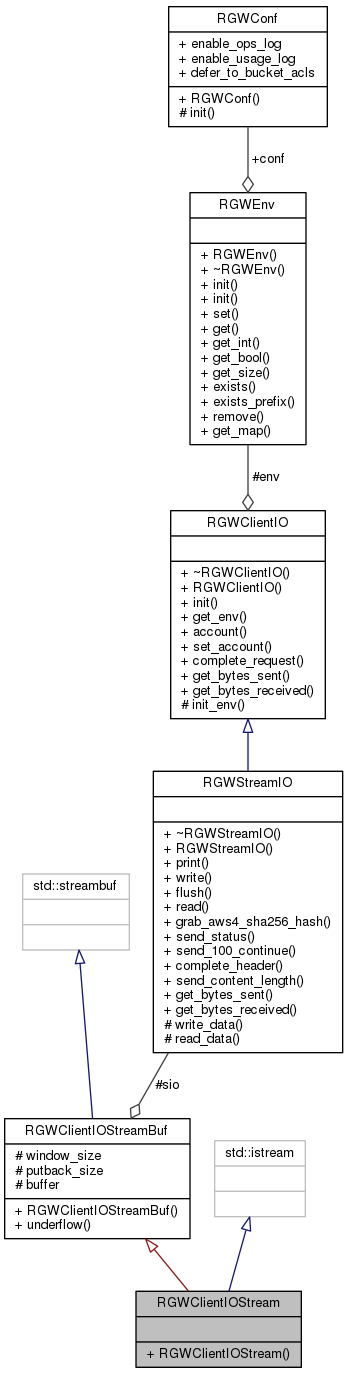 RGWConf
+ enable_ops_log
+ enable_usage_log
+ defer_to_bucket_acls
+ RGWConf()
# init()
+conf
RGWEnv
+ RGWEnv()
+ ~RGWEnv()
+ init()
+ init()
+ set()
+ get()
+ get_int()
+ get_bool()
+ get_size()
+ exists()
+ exists_prefix()
+ remove()
+ get_map()
#env
RGWClientIO
+ ~RGWClientIO()
+ RGWClientIO()
+ init()
+ get_env()
+ account()
+ set_account()
+ complete_request()
+ get_bytes_sent()
+ get_bytes_received()
# init_env()
RGWStreamIO
+ ~RGWStreamIO()
+ RGWStreamIO()
+ print()
+ write()
+ flush()
+ read()
+ grab_aws4_sha256_hash()
+ send_status()
+ send_100_continue()
+ complete_header()
+ send_content_length()
+ get_bytes_sent()
+ get_bytes_received()
# write_data()
# read_data()
std::streambuf
#sio
RGWClientIOStreamBuf
# window_size
# putback_size
# buffer
+ RGWClientIOStreamBuf()
+ underflow()
std::istream
RGWClientIOStream
+ RGWClientIOStream()